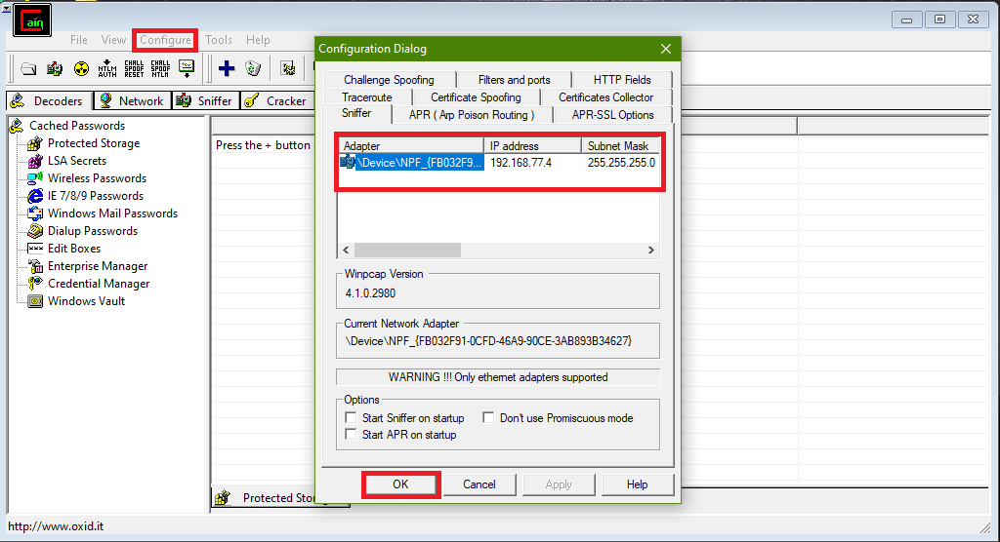 Cain
File View Configure Tools Help
NTLM AUTH
CHALL SPOOF RESET
CHALL SPOOF NTLM
Decoders Network Sniffer Cracker
Cached Passwords
Protected Storage
LSA Secrets
Wireless Passwords
IE 7/8/9 Passwords
Windows Mail Passwords
Dialup Passwords
Edit Boxes
Enterprise Manager
Credential Manager
Windows Vault
Press the + button
Configuration Dialog
Challenge Spoofing Filters and ports HTTP Fields
Traceroute Certificate Spoofing Certificates Collector
Sniffer APR ( Arp Poison Routing ) APR-SSL Options
Adapter IP address Subnet Mask
\Device\NPF_{FB032F9... 192.168.77.4 255.255.255.0
Winpcap Version
4.1.0.2980
Current Network Adapter
\Device\NPF_{FB032F91-0CFD-46A9-90CE-3AB893B34627}
WARNING !!! Only ethernet adapters supported
Options
Start Sniffer on startup Don't use Promiscuous mode
Start APR on startup
OK Cancel Apply Help
Protected
http://www.oxid.it